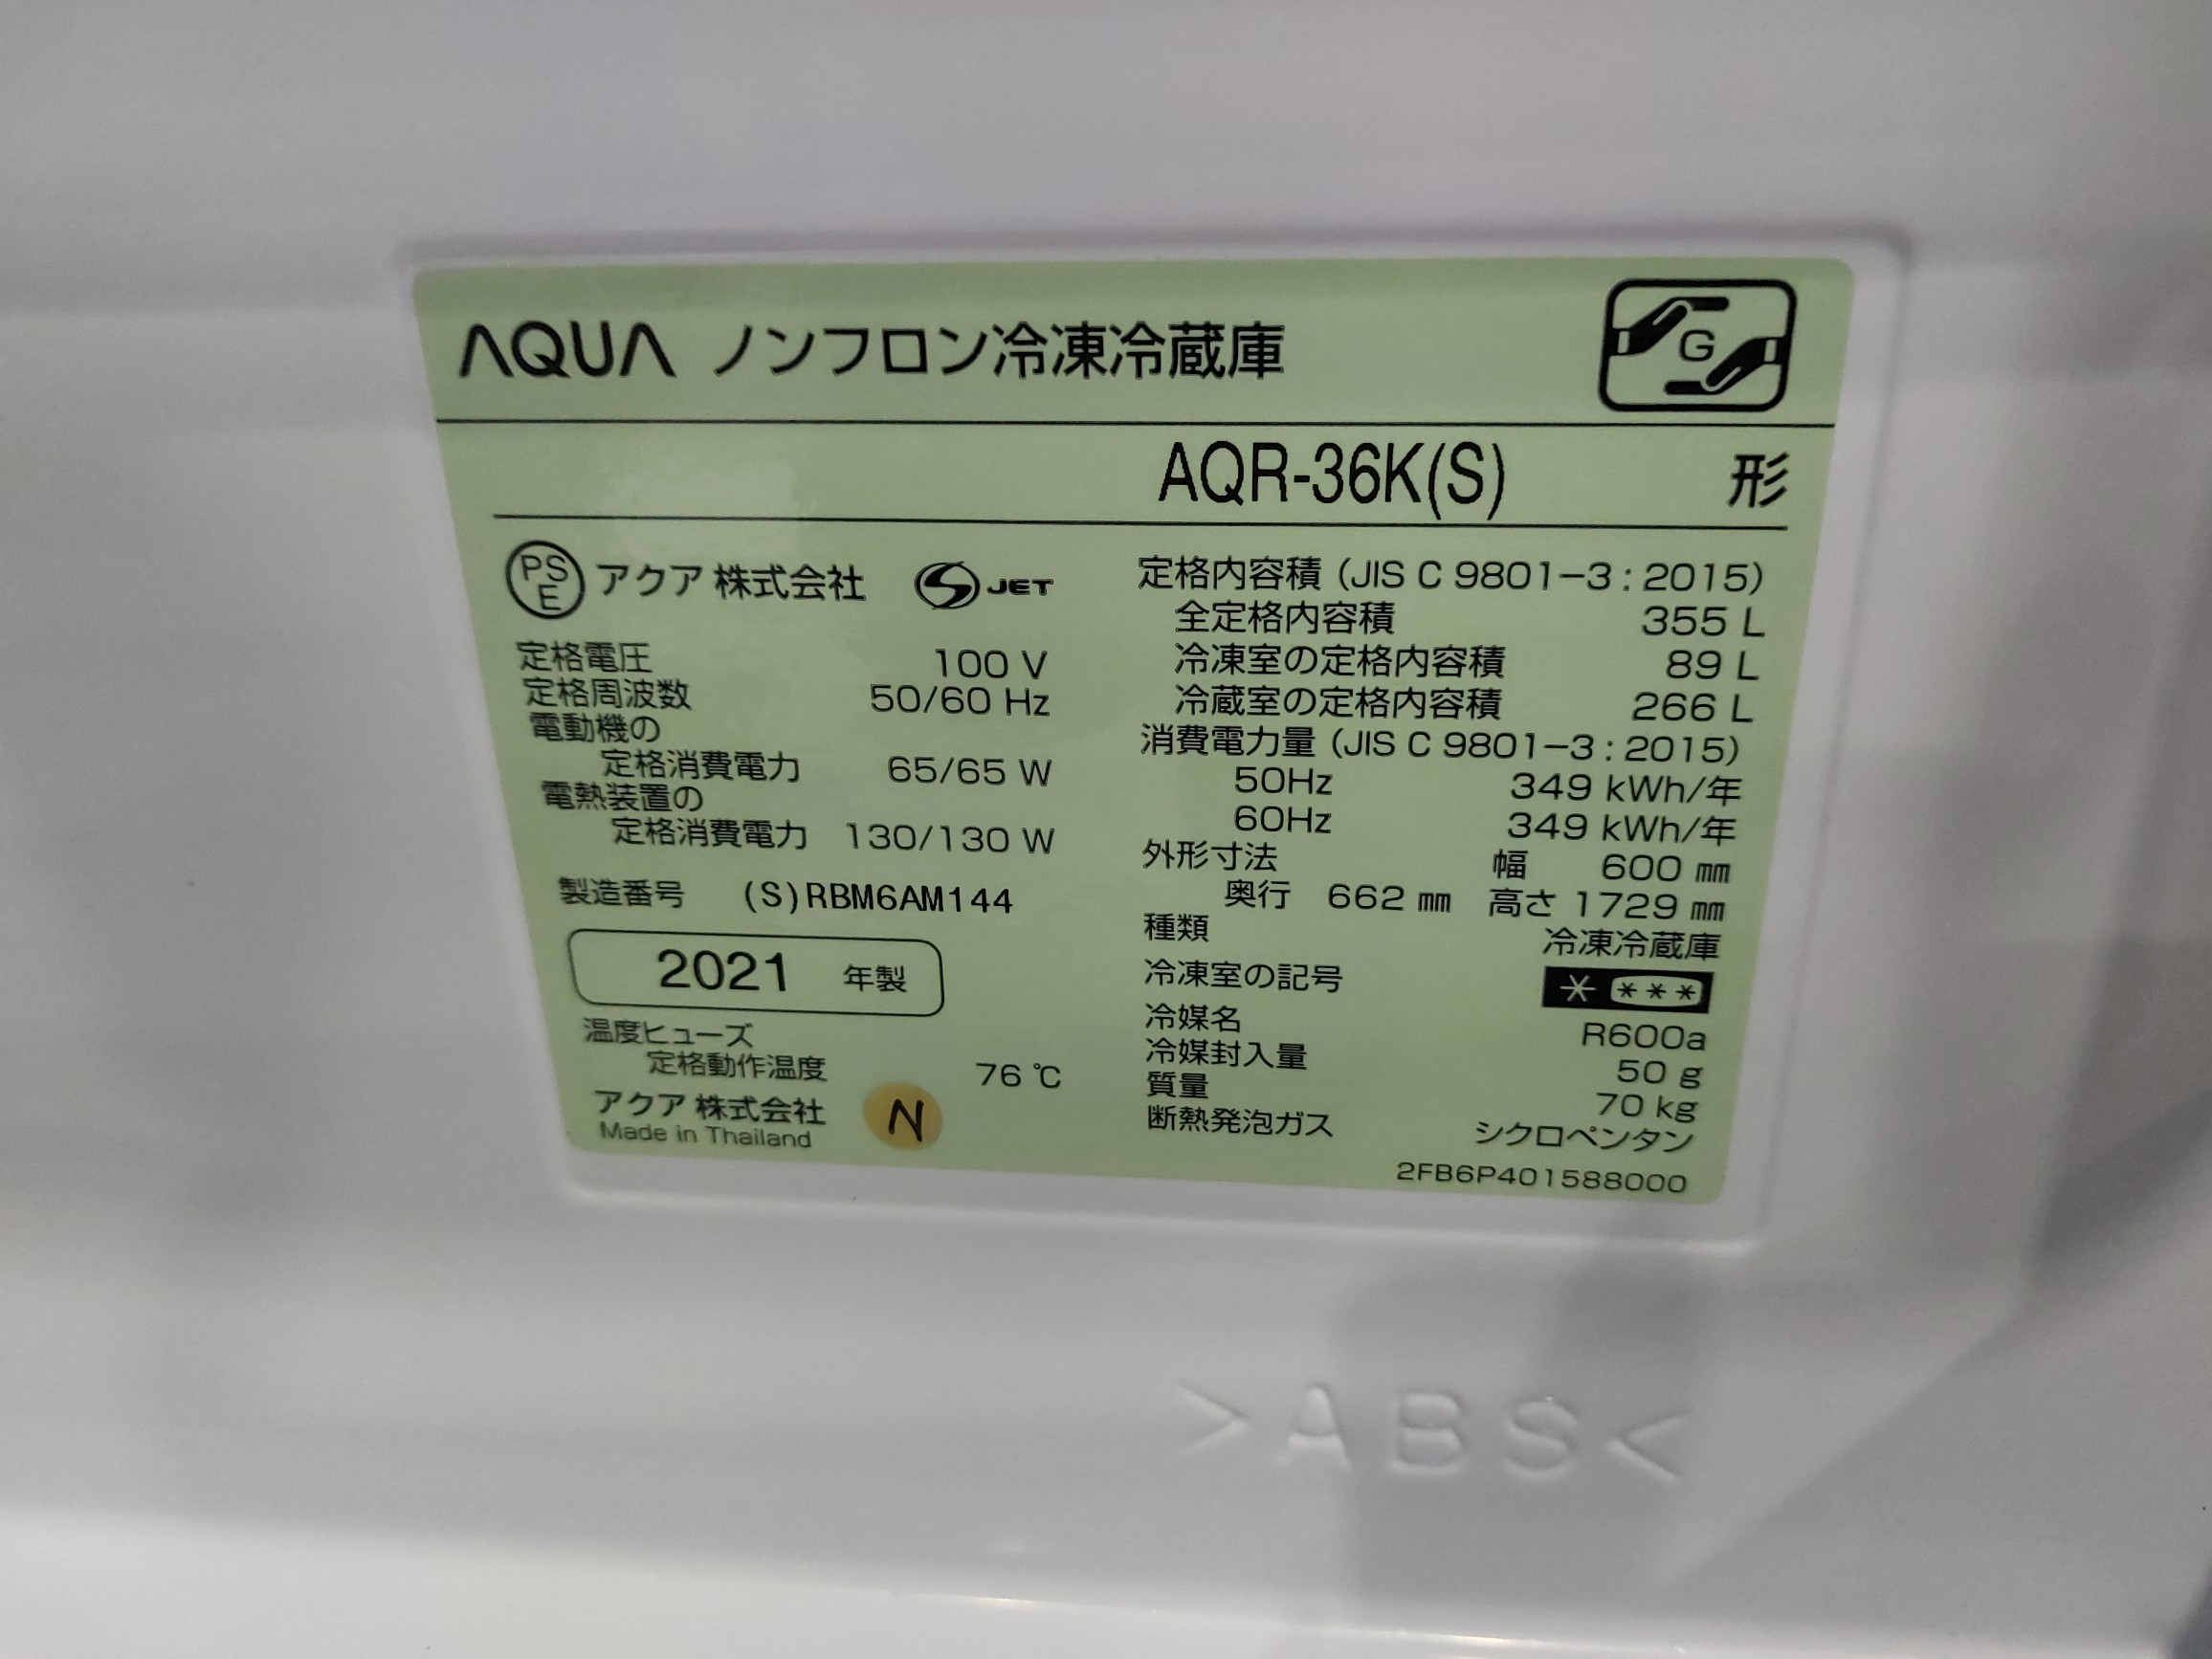 AQUA ノンフロン冷凍冷蔵庫
G
AQR-36K(S) 形
PSE アクア 株式会社 S JET
定格電圧 100 V
定格周波数 50/60 Hz
電動機の
定格消費電力 65/65 W
電熱装置の
定格消費電力 130/130 W
製造番号 (S)RBM6AM144
2021 年製
温度ヒューズ
定格動作温度 76 ℃
アクア 株式会社
Made in Thailand
N
定格内容積 (JIS C 9801-3 : 2015)
全定格内容積 355 L
冷凍室の定格内容積 89 L
冷蔵室の定格内容積 266 L
消費電力量 (JIS C 9801-3 : 2015)
50Hz 349 kWh/年
60Hz 349 kWh/年
外形寸法 幅 600 ㎜
奥行 662 ㎜ 高さ 1729 ㎜
種類 冷凍冷蔵庫
冷凍室の記号 * ***
冷媒名 R600a
冷媒封入量 50 g
質量 70 kg
断熱発泡ガス シクロペンタン
2FB6P401588000
>ABS<